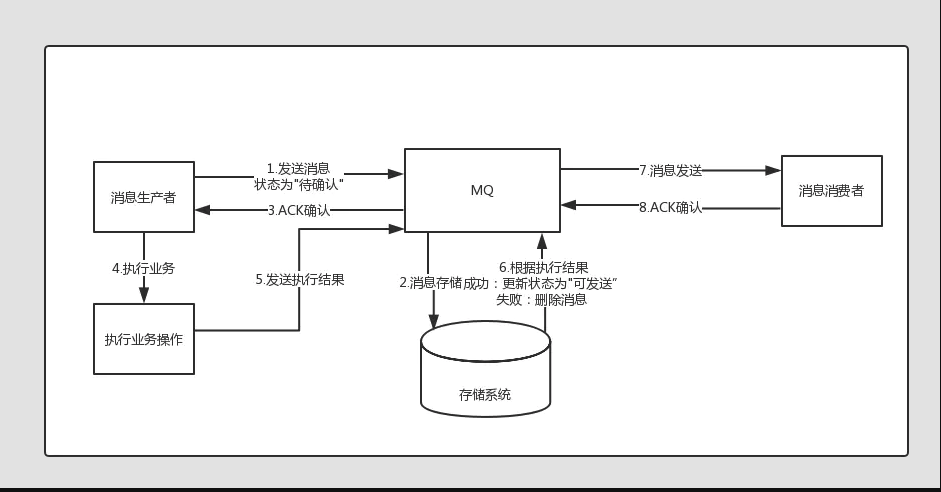 1.发送消息
状态为"待确认"
消息生产者
3.ACK确认
MQ
7.消息发送
8.ACK确认
消息消费者
4.执行业务
5.发送执行结果
2.消息存储
6.根据执行结果
成功：更新状态为"可发送"
失败：删除消息
执行业务操作
存储系统